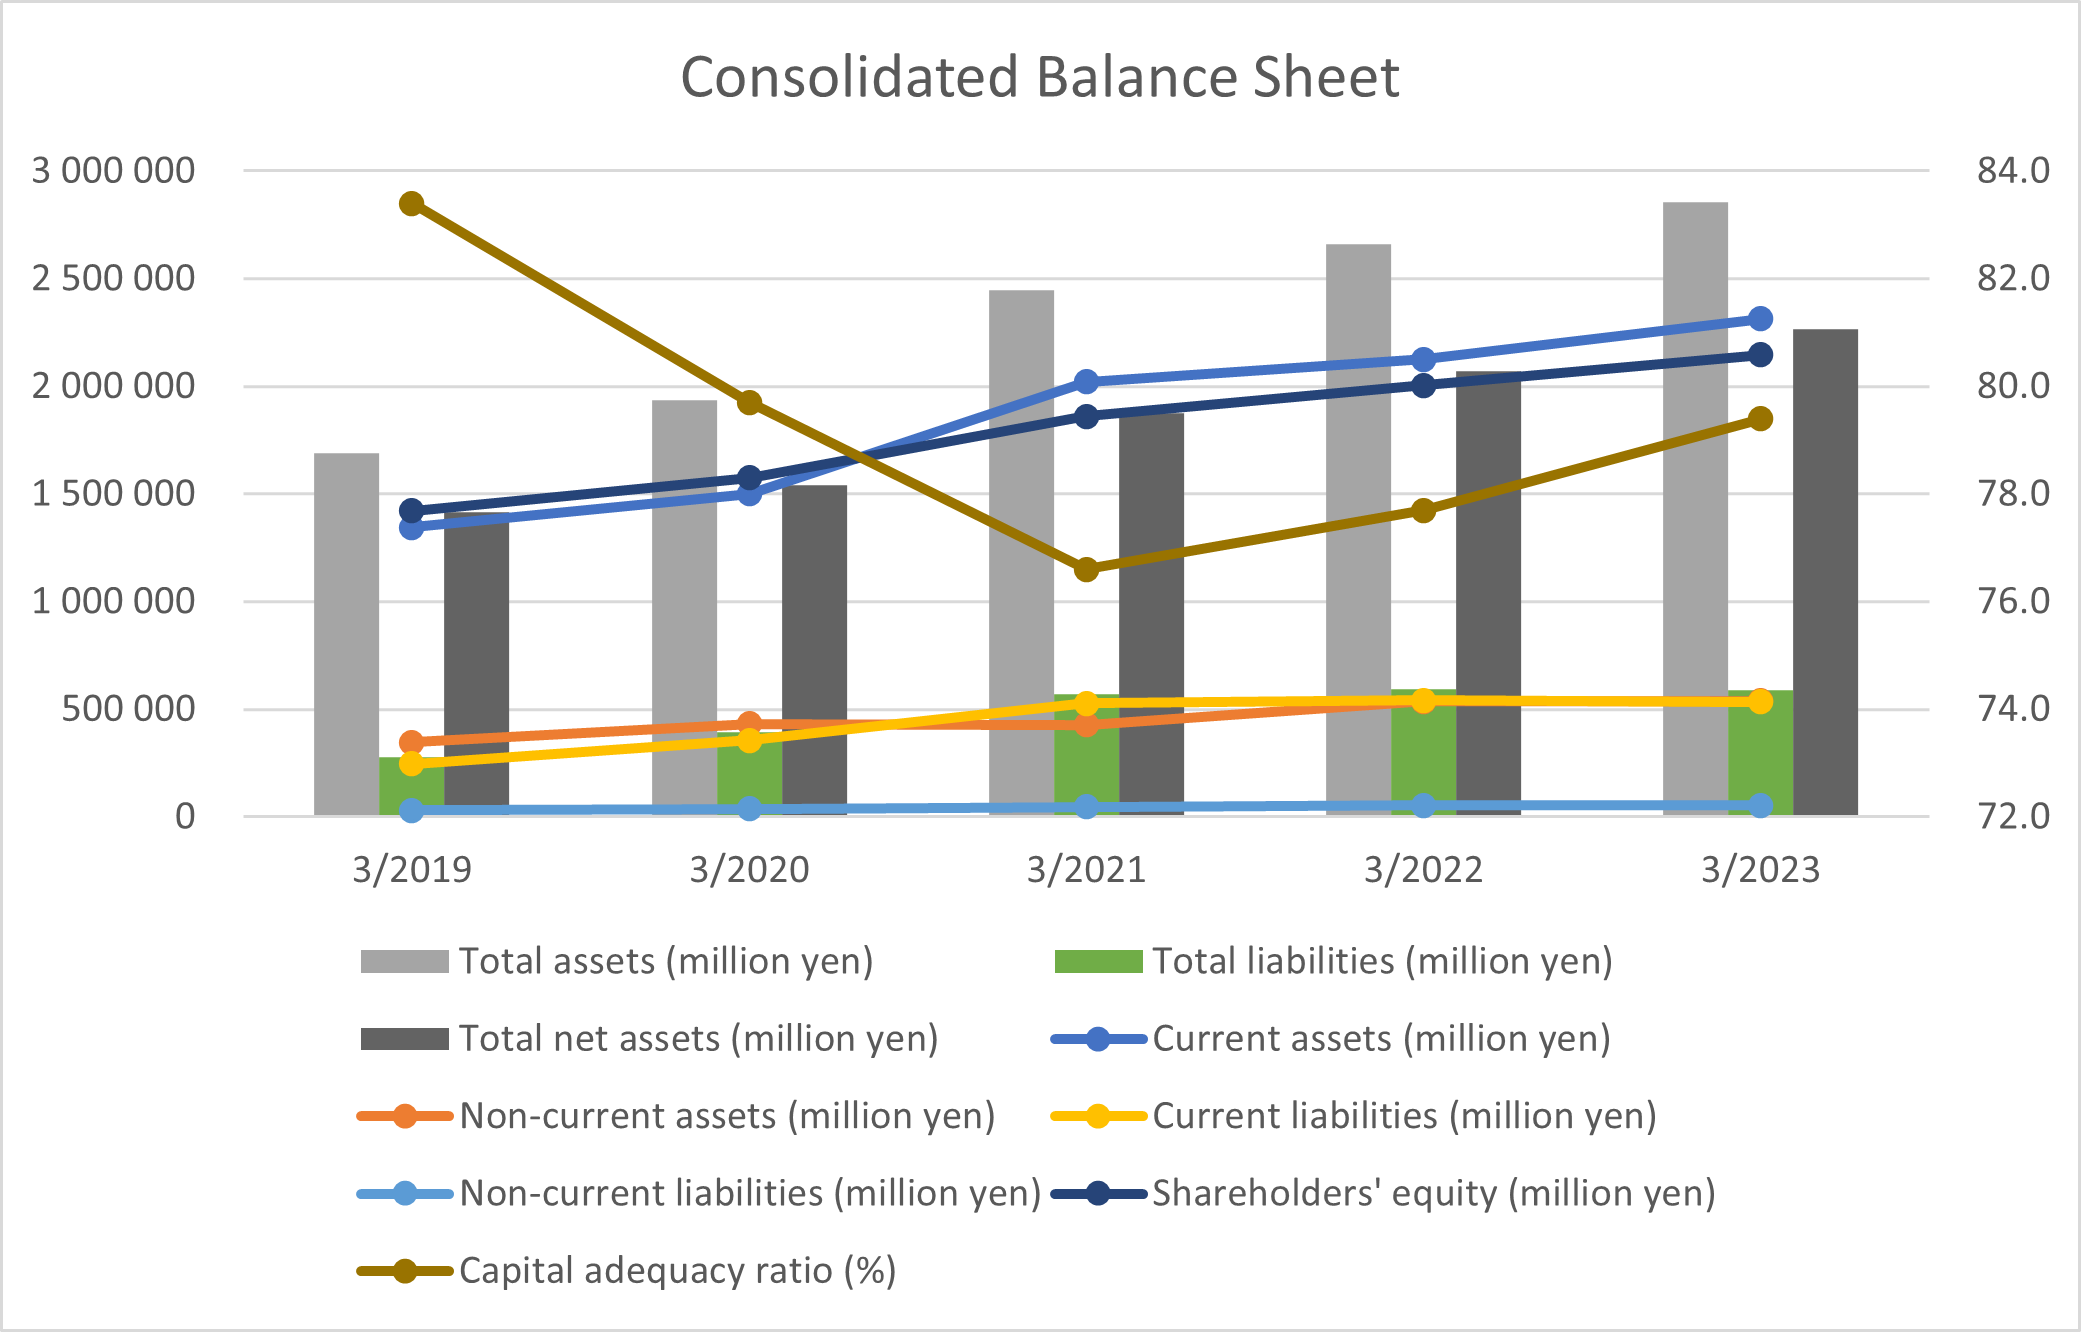 Consolidated Balance Sheet
3 000 000 84.0
2 500 000 82.0
2 000 000 80.0
1 500 000 78.0
1 000 000 76.0
500 000 74.0
0 72.0
3/2019 3/2020 3/2021 3/2022 3/2023
Total assets (million yen) Total liabilities (million yen)
Total net assets (million yen) Current assets (million yen)
Non-current assets (million yen) Current liabilities (million yen)
Non-current liabilities (million yen) Shareholders' equity (million yen)
Capital adequacy ratio (%)